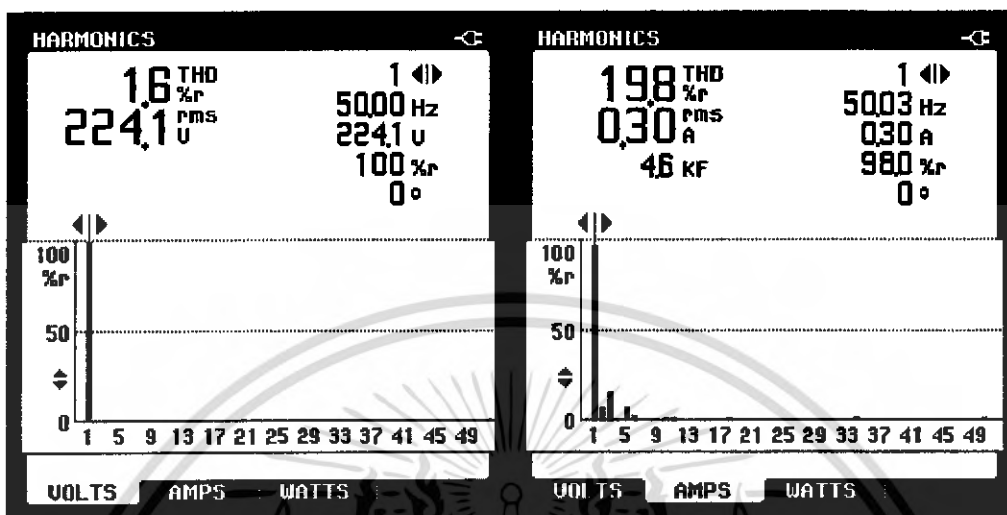 HARMONICS
1.6 THD %r
224.1 rms V
1
50.00 Hz
224.1 V
100 %r
0 °
100
%r
50
0
1 5 9 13 17 21 25 29 33 37 41 45 49
VOLTS AMPS WATTS
HARMONICS
19.8 THD %r
0.30 rms A
4.6 KF
1
50.03 Hz
0.30 A
98.0 %r
0 °
100
%r
50
0
1 5 9 13 17 21 25 29 33 37 41 45 49
VOLTS AMPS WATTS